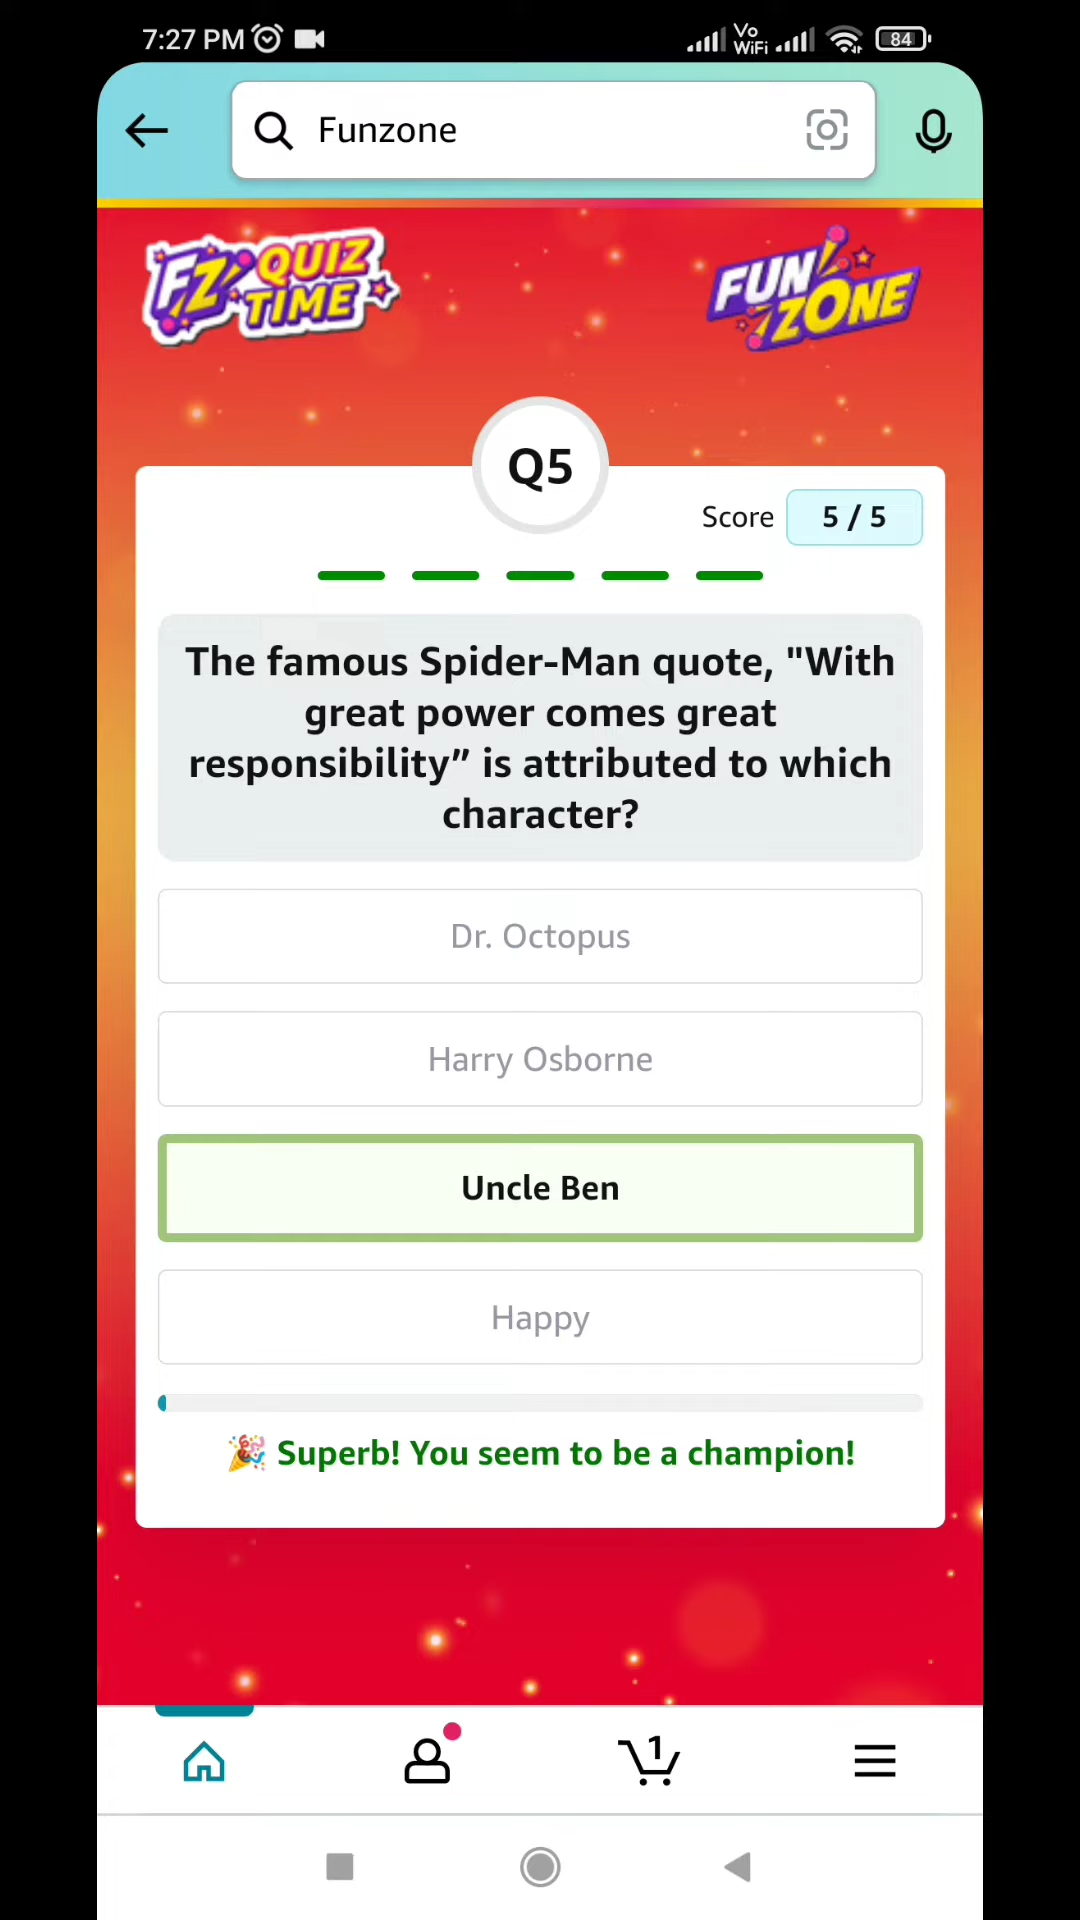 7:27 PM Vo WiFi 84
Funzone
FZ QUIZ TIME
FUN ZONE
Q5
Score 5 / 5
The famous Spider-Man quote, "With
great power comes great
responsibility” is attributed to which
character?
Dr. Octopus
Harry Osborne
Uncle Ben
Happy
🎉 Superb! You seem to be a champion!
1